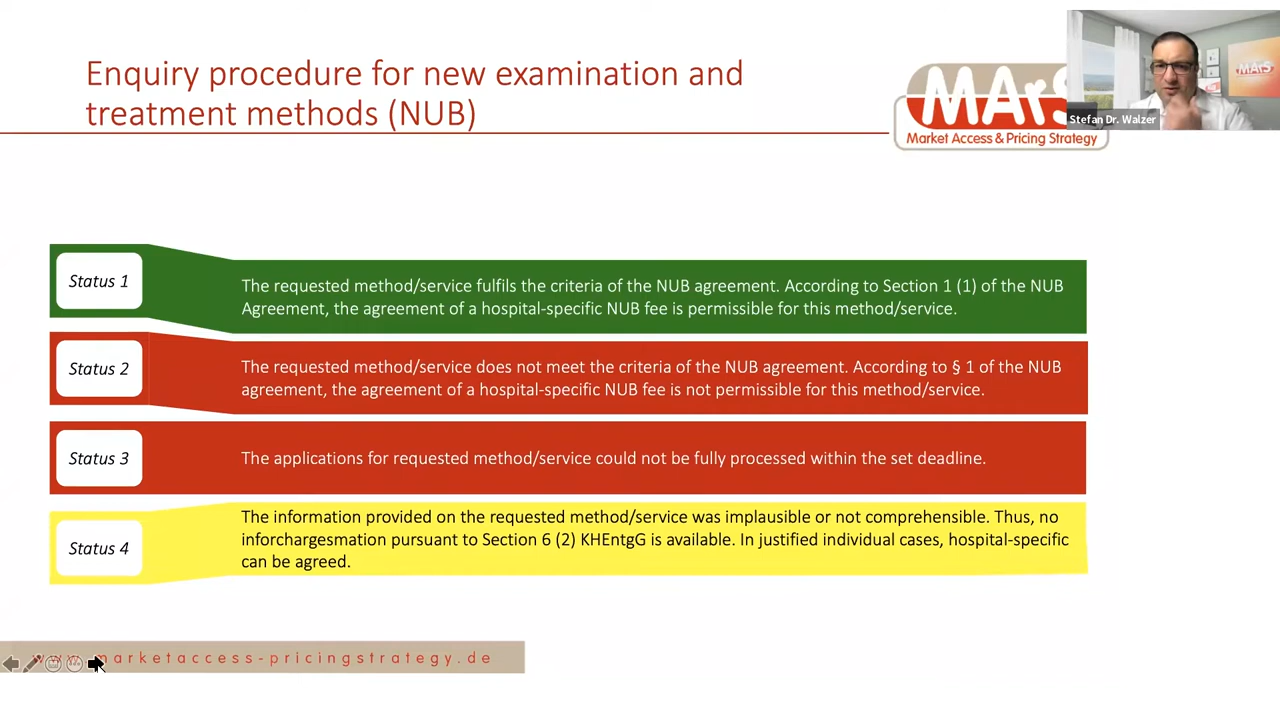 Enquiry procedure for new examination and
treatment methods (NUB)
MArS
Market Access & Pricing Strategy
MArS
Stefan Dr. Walzer
Status 1
The requested method/service fulfils the criteria of the NUB agreement. According to Section 1 (1) of the NUB
Agreement, the agreement of a hospital-specific NUB fee is permissible for this method/service.
Status 2
The requested method/service does not meet the criteria of the NUB agreement. According to § 1 of the NUB
agreement, the agreement of a hospital-specific NUB fee is not permissible for this method/service.
Status 3
The applications for requested method/service could not be fully processed within the set deadline.
Status 4
The information provided on the requested method/service was implausible or not comprehensible. Thus, no
inforchargesmation pursuant to Section 6 (2) KHEntgG is available. In justified individual cases, hospital-specific
can be agreed.
www.marketaccess-pricingstrategy.de